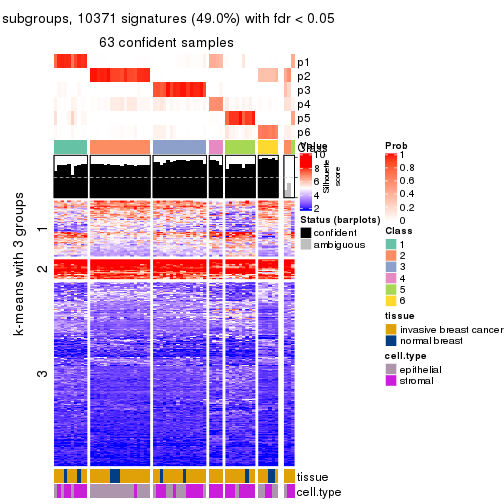 subgroups, 10371 signatures (49.0%) with fdr < 0.05
63 confident samples
p1
p2
p3
p4
p5
p6
Class
k-means with 3 groups
1
2
3
Value
10
8
6
4
2
Silhouette
score
Status (barplots)
confident
ambiguous
Prob
1
0.8
0.6
0.4
0.2
0
Class
1
2
3
4
5
6
tissue
invasive breast cancer
normal breast
cell.type
epithelial
stromal
tissue
cell.type